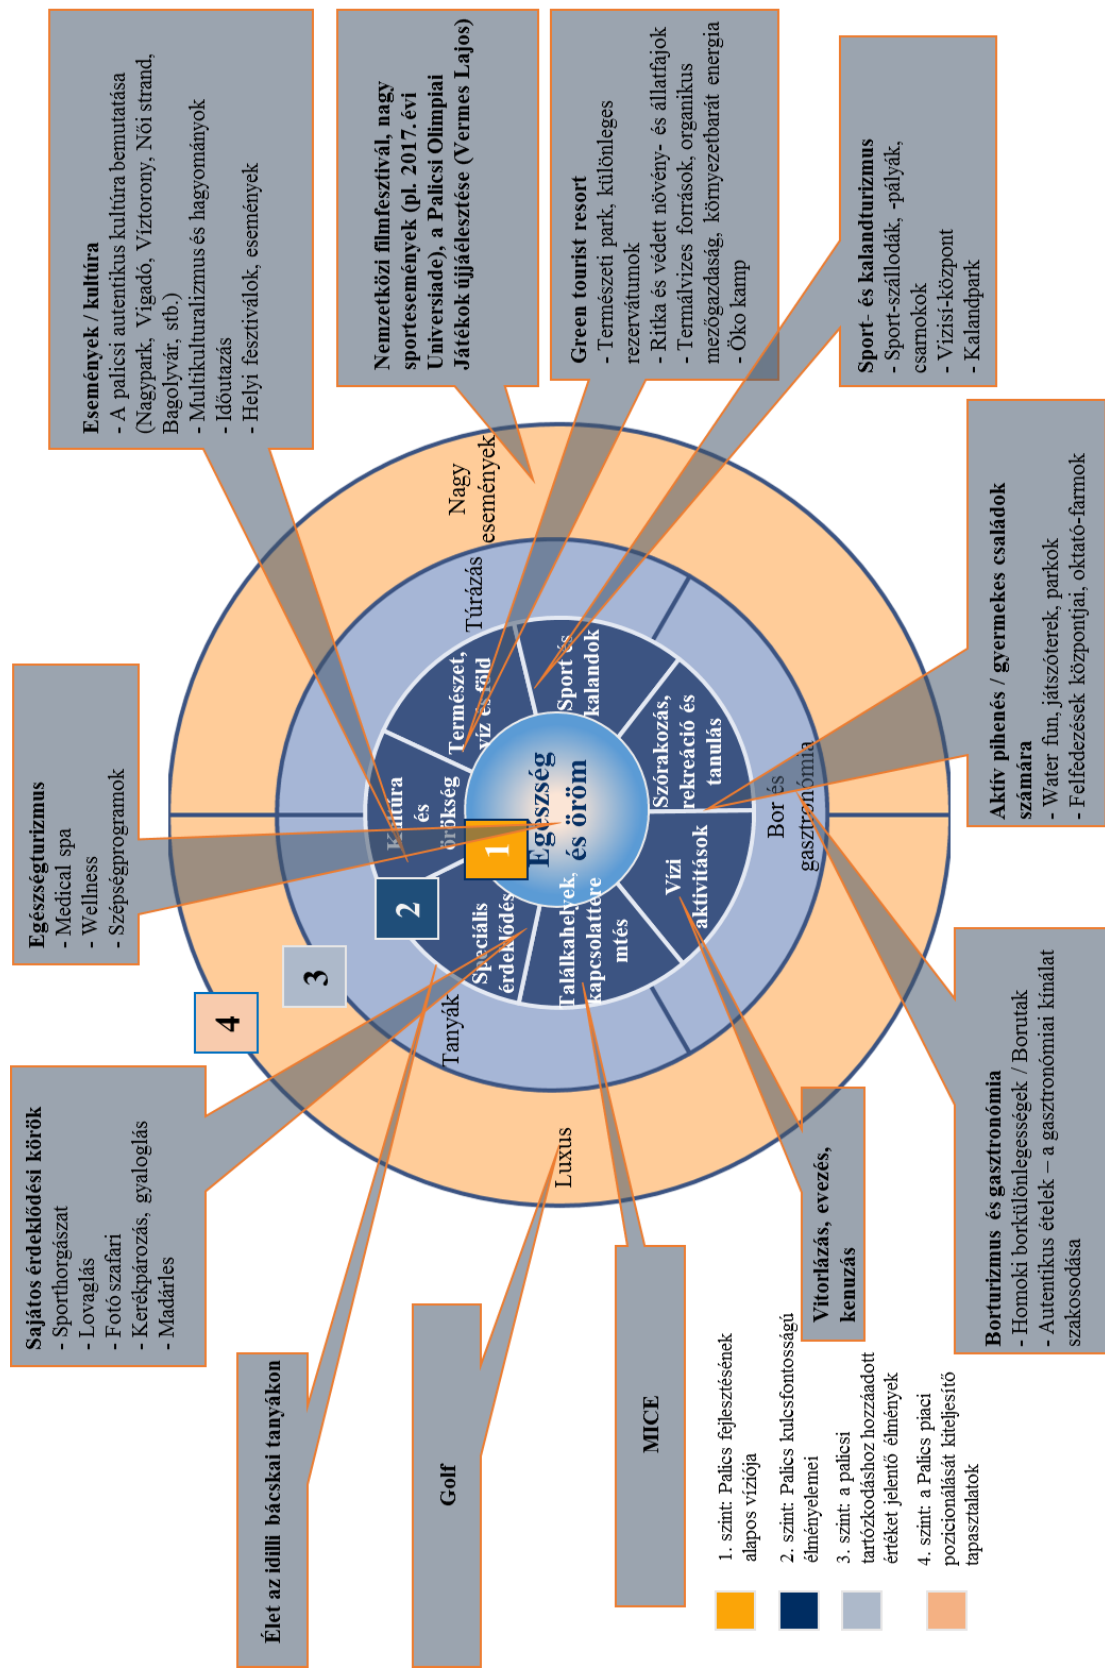 Sajátos érdeklődési körök
- Sporthorgászat
- Lovaglás
- Fotó szafari
- Kerékpározás, gyaloglás
- Madárles
Egészségturizmus
- Medical spa
- Wellness
- Szépségprogramok
Események / kultúra
- A palicsi autentikus kultúra bemutatása
(Nagypark, Vigadó, Víztorony, Női strand,
Bagolyvár, stb.)
- Multikulturalizmus és hagyományok
- Időutazás
- Helyi fesztiválok, események
Élet az idilli bácskai tanyákon
Nemzetközi filmfesztivál, nagy
sportesemények (pl. 2017. évi
Universiade), a Palicsi Olimpiai
Játékok újjáélesztése (Vermes Lajos)
Golf
Green tourist resort
- Természeti park, különleges
rezervátumok
- Ritka és védett növény- és állatfajok
- Termálvizes források, organikus
mezőgazdaság, környezetbarát energia
- Öko kamp
MICE
Sport- és kalandturizmus
- Sport-szállodák, -pályák,
csarnokok
- Vizisí-központ
- Kalandpark
Vitorlázás, evezés,
kenuzás
Borturizmus és gasztronómia
- Homoki borkülönlegességek / Borutak
- Autentikus ételek – a gasztronómiai kínálat
szakosodása
Aktív pihenés / gyermekes családok
számára
- Water fun, játszóterek, parkok
- Felfedezések központjai, oktató-farmok
4
3
2
1
Egészség
és öröm
Kultúra
és
örökség
Természet,
víz és föld
Sport és
kalandok
Szórakozás,
rekreáció és
tanulás
Vízi
aktivitások
Találkahelyek,
kapcsolattere
mtés
Speciális
érdeklődés
Tanyák
Túrázás
Bor és
gasztronómia
Nagy
események
Luxus
1. szint: Palics fejlesztésének
alapos víziója
2. szint: Palics kulcsfontosságú
élményelemei
3. szint: a palicsi
tartózkodáshoz hozzáadott
értéket jelentő élmények
4. szint: a Palics piaci
pozicionálását kiteljesítő
tapasztalatok